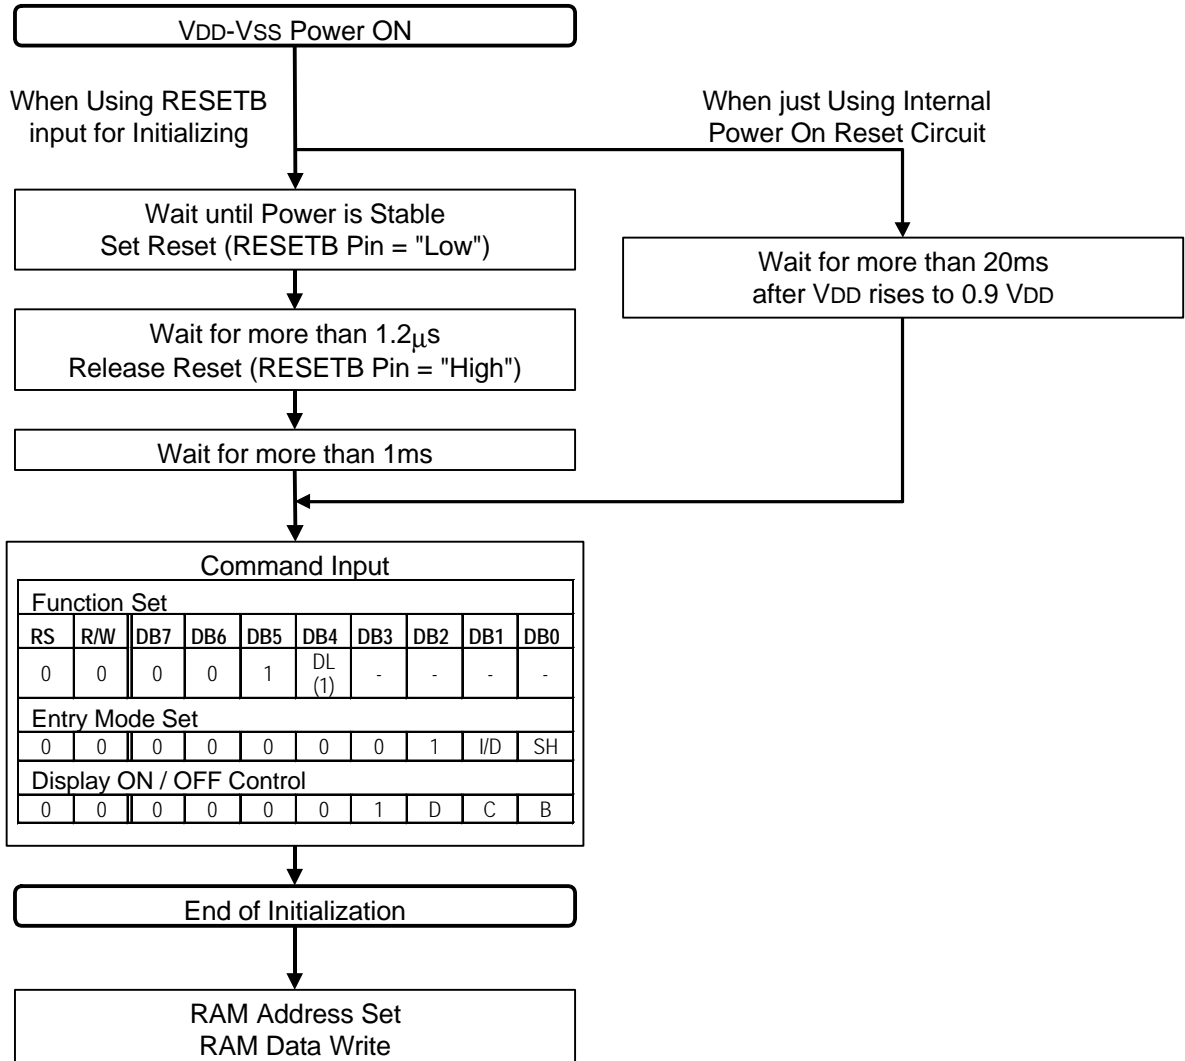 VDD-VSS Power ON
When Using RESETB
input for Initializing
When just Using Internal
Power On Reset Circuit
Wait until Power is Stable
Set Reset (RESETB Pin = "Low")
Wait for more than 20ms
after VDD rises to 0.9 VDD
Wait for more than 1.2μs
Release Reset (RESETB Pin = "High")
Wait for more than 1ms
Command Input
Function Set
RS R/W DB7 DB6 DB5 DB4 DB3 DB2 DB1 DB0
0 0 0 0 1 DL (1) - - - -
Entry Mode Set
0 0 0 0 0 0 0 1 I/D SH
Display ON / OFF Control
0 0 0 0 0 0 1 D C B
End of Initialization
RAM Address Set
RAM Data Write